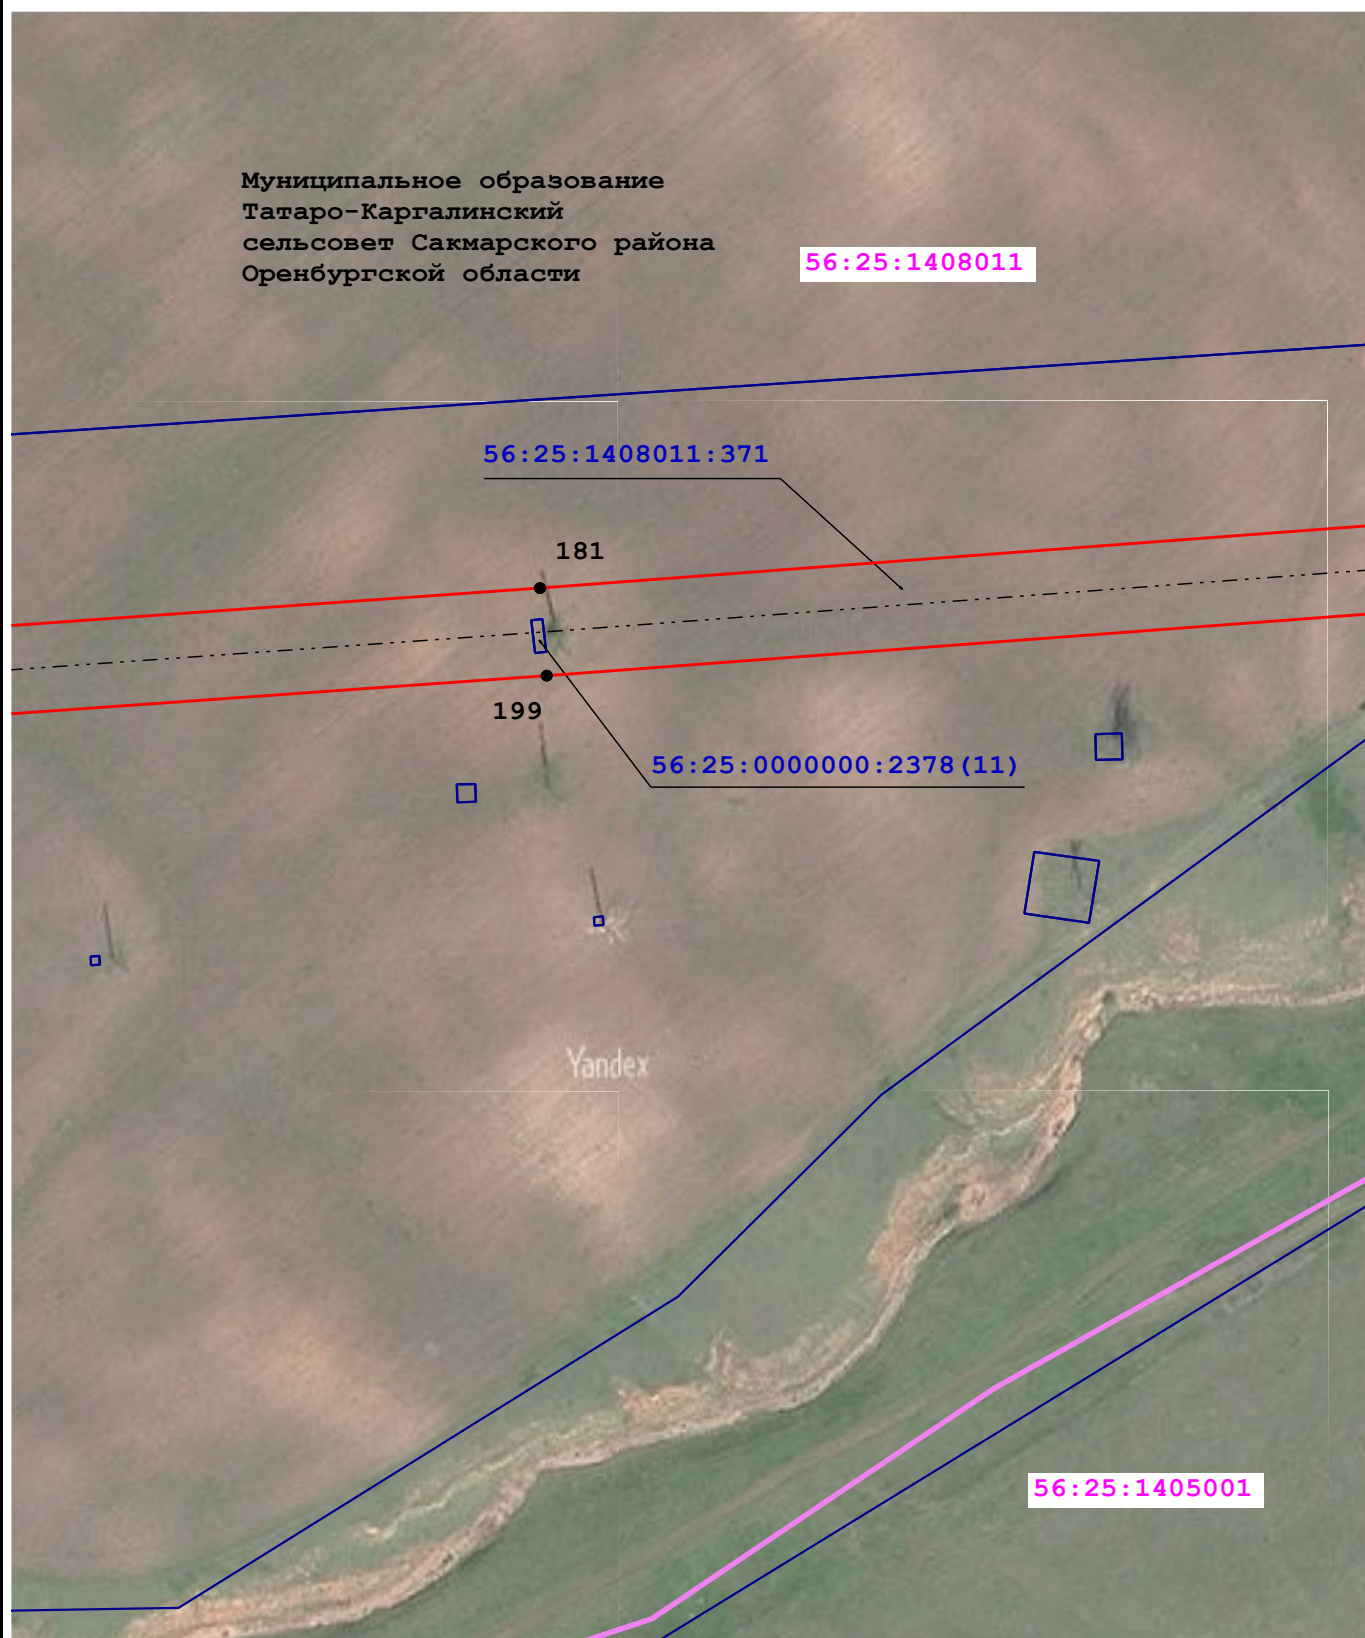 Муниципальное образование
Татаро-Каргалинский
сельсовет Сакмарского района
Оренбургской области
56:25:1408011
56:25:1408011:371
181
199
56:25:0000000:2378(11)
Yandex
56:25:1405001